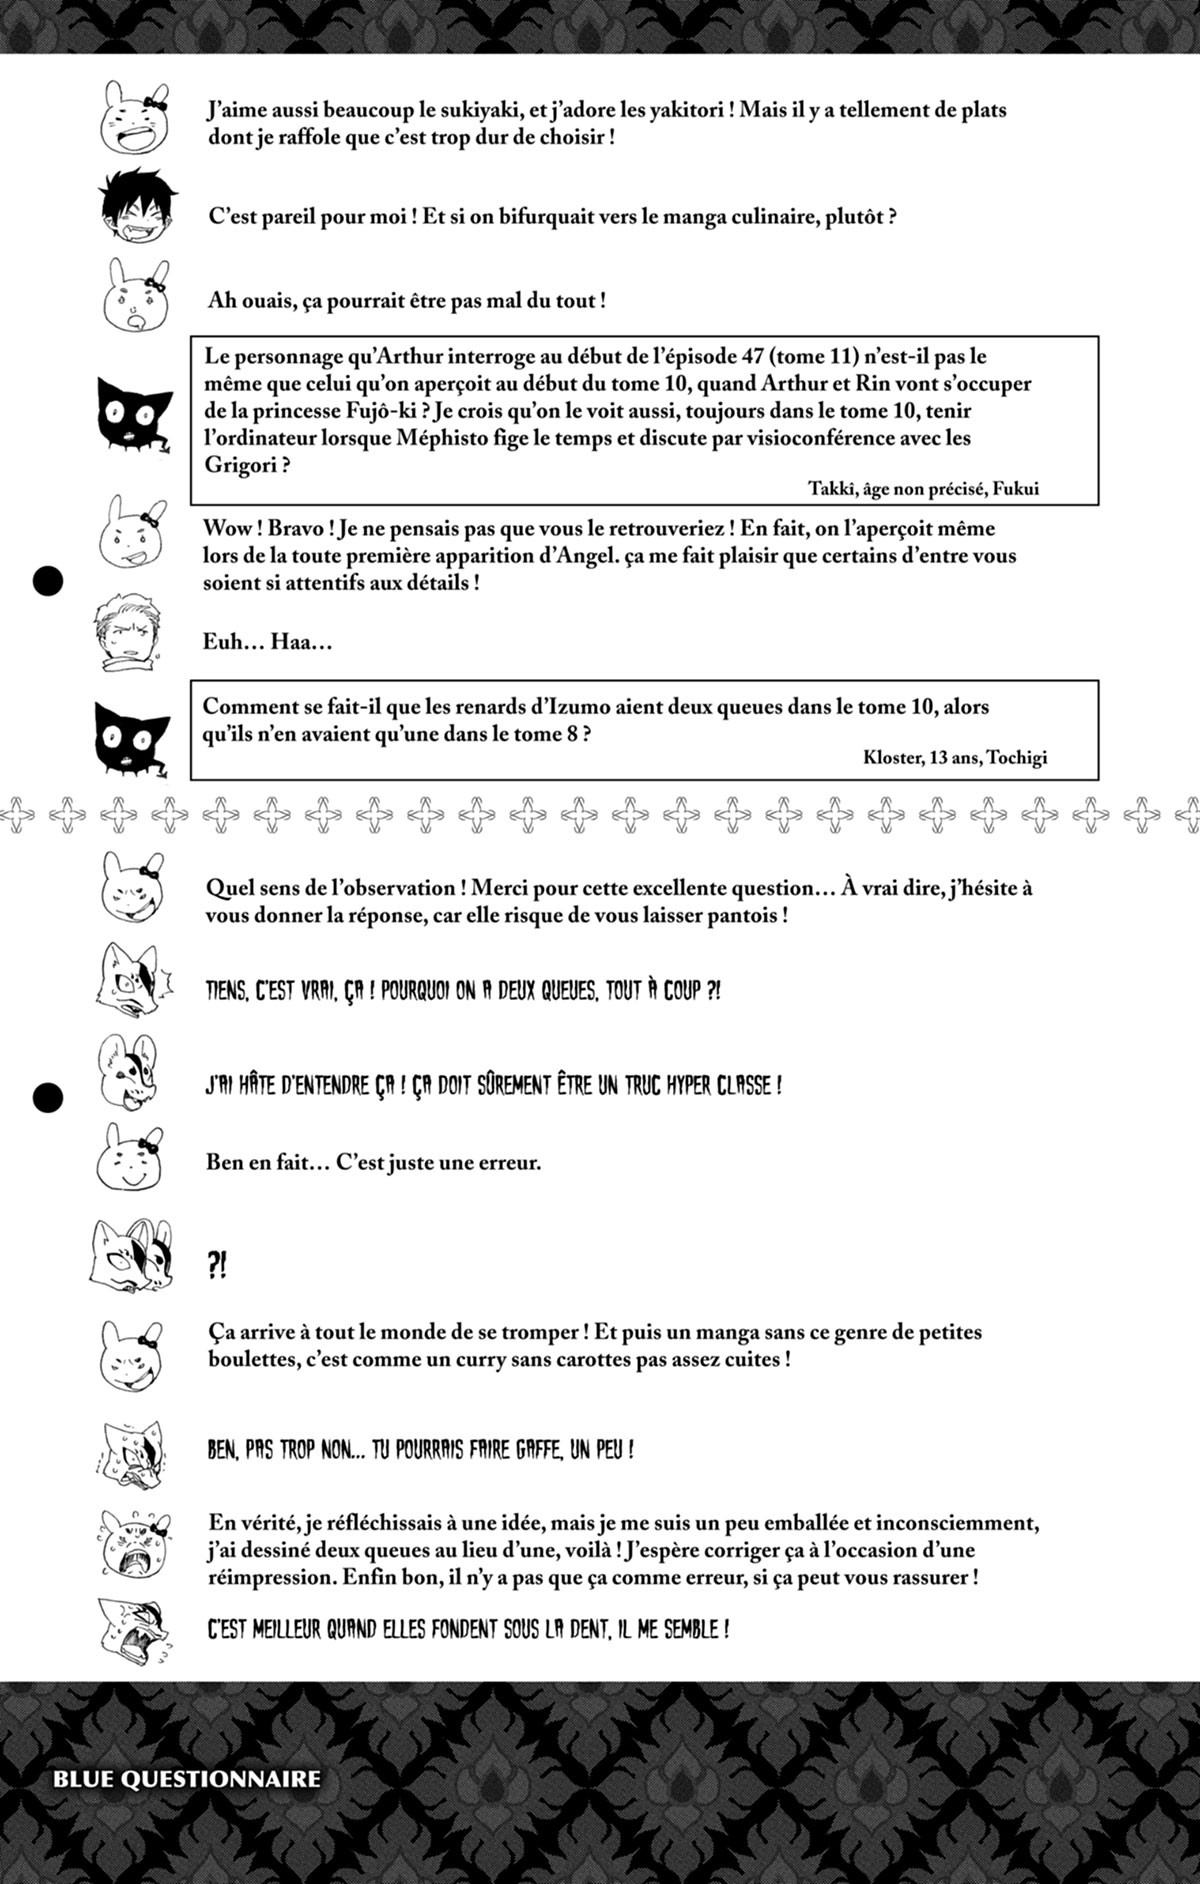 J'aime aussi beaucoup le sukiyaki, et j'adore les yakitori ! Mais il y a tellement de plats
dont je raffole que c'est trop dur de choisir !
C'est pareil pour moi ! Et si on bifurquait vers le manga culinaire, plutôt ?
Ah ouais, ça pourrait être pas mal du tout !
Le personnage qu'Arthur interroge au début de l'épisode 47 (tome 11) n'est-il pas le
même que celui qu'on aperçoit au début du tome 10, quand Arthur et Rin vont s'occuper
de la princesse Fujô-ki ? Je crois qu'on le voit aussi, toujours dans le tome 10, tenir
l'ordinateur lorsque Méphisto fige le temps et discute par visioconférence avec les
Grigori ?
Takkî, âge non précisé, Fukui
Wow ! Bravo ! Je ne pensais pas que vous le retrouveriez ! En fait, on l'aperçoit même
lors de la toute première apparition d'Angel. ça me fait plaisir que certains d'entre vous
soient si attentifs aux détails !
Euh… Haa…
Comment se fait-il que les renards d'Izumo aient deux queues dans le tome 10, alors
qu'ils n'en avaient qu'une dans le tome 8 ?
Kloster, 13 ans, Tochigi
Quel sens de l'observation ! Merci pour cette excellente question… À vrai dire, j'hésite à
vous donner la réponse, car elle risque de vous laisser pantois !
TIENS, C'EST VRAI, ÇA ! POURQUOI ON A DEUX QUEUES, TOUT À COUP ?!
J'AI HÂTE D'ENTENDRE ÇA ! ÇA DOIT SÛREMENT ÊTRE UN TRUC HYPER CLASSE !
Ben en fait… C'est juste une erreur.
?!
Ça arrive à tout le monde de se tromper ! Et puis un manga sans ce genre de petites
boulettes, c'est comme un curry sans carottes pas assez cuites !
BEN, PAS TROP NON... TU POURRAIS FAIRE GAFFE, UN PEU !
En vérité, je réfléchissais à une idée, mais je me suis un peu emballée et inconsciemment,
j'ai dessiné deux queues au lieu d'une, voilà ! J'espère corriger ça à l'occasion d'une
réimpression. Enfin bon, il n'y a pas que ça comme erreur, si ça peut vous rassurer !
C'EST MEILLEUR QUAND ELLES FONDENT SOUS LA DENT, IL ME SEMBLE !
BLUE QUESTIONNAIRE